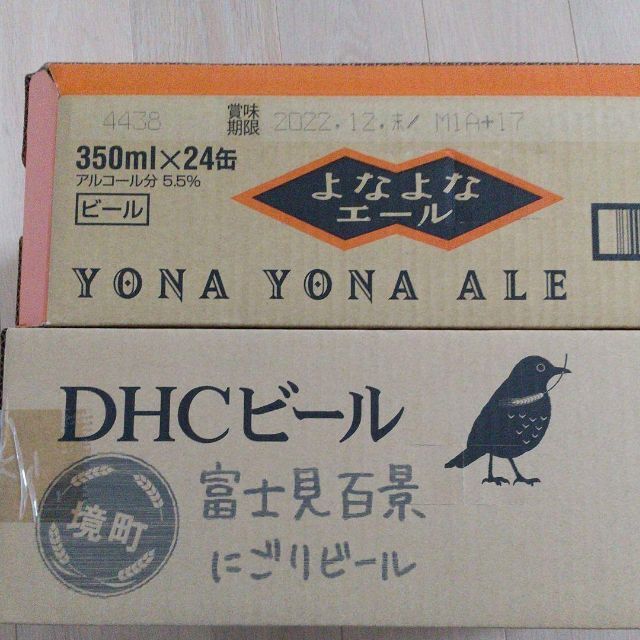 4438 賞味期限 2022.12.末/ M1A+17
350ml×24缶
アルコール分 5.5%
ビール
よなよな
エール
YONA YONA ALE
DHCビール
境町
富士見百景
にごりビール